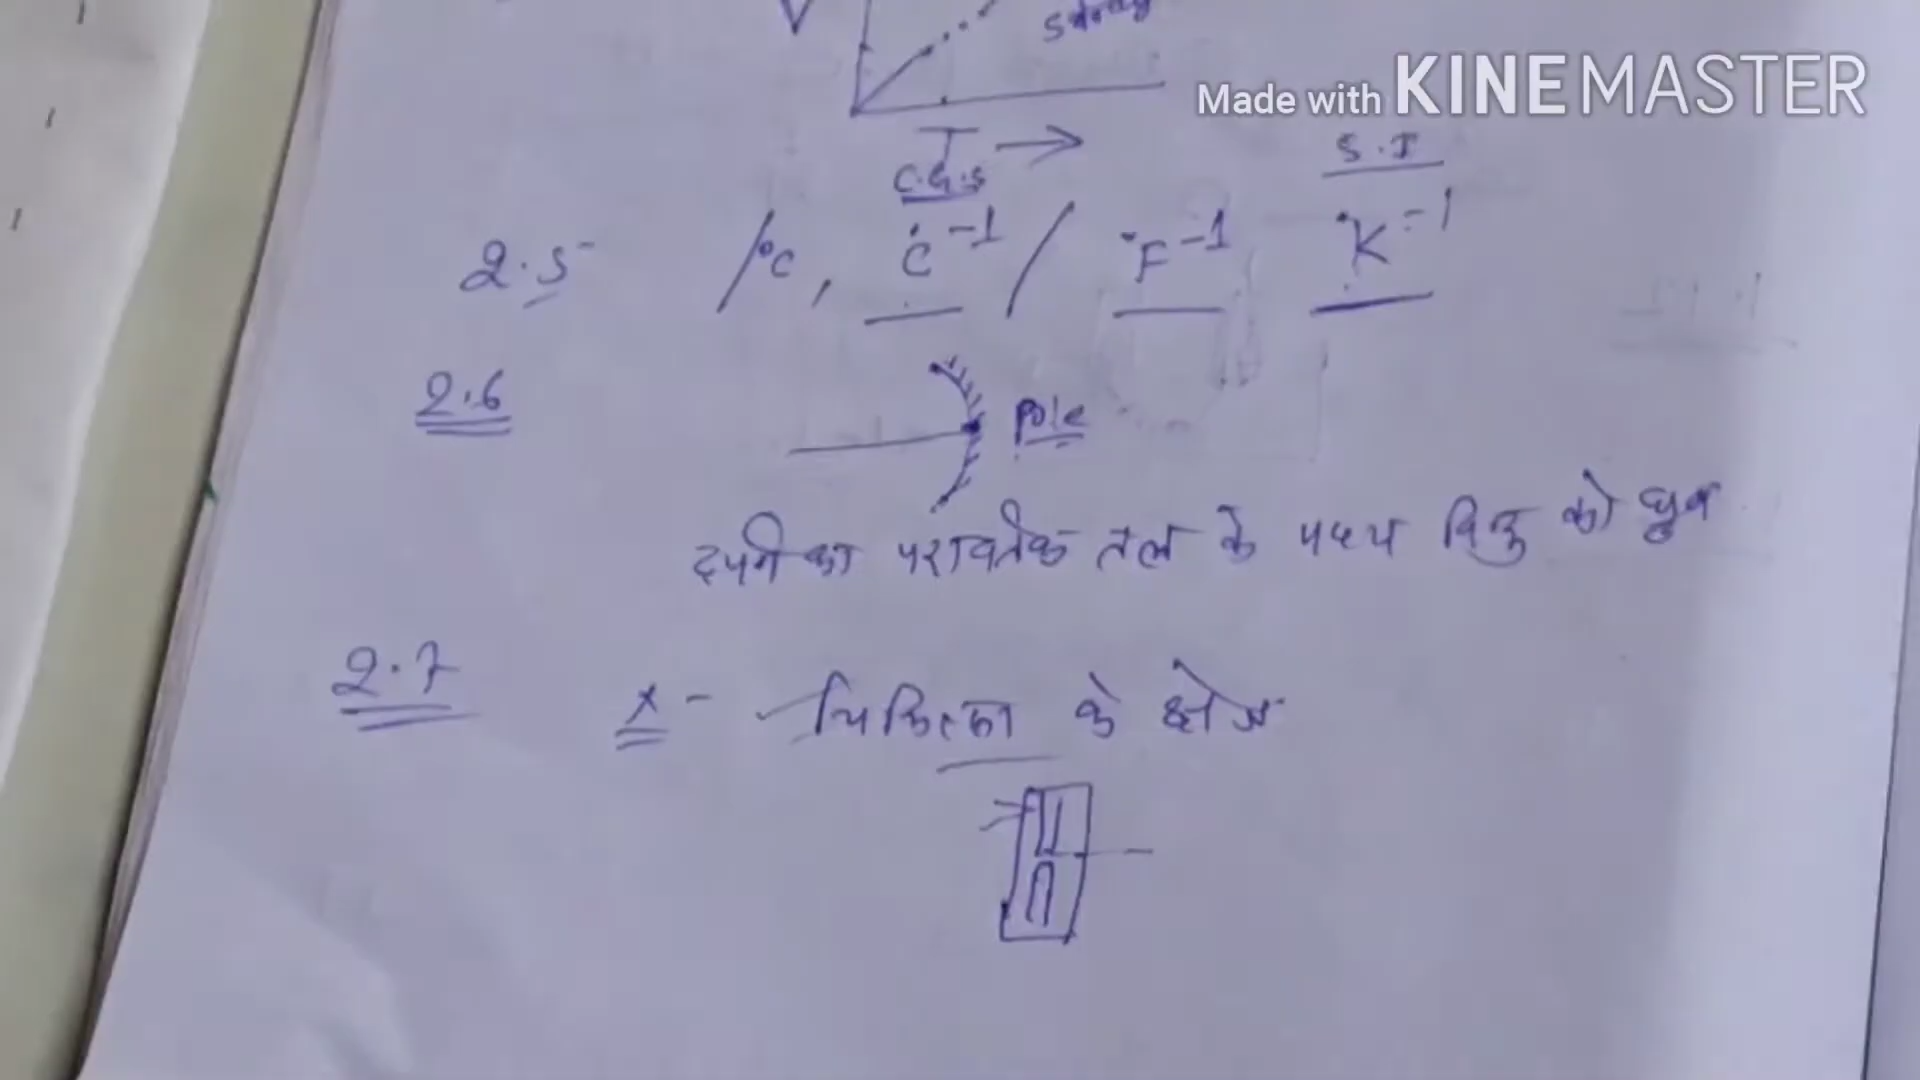 V
Made with KINEMASTER
T
C.G.S
S.I
2.5 /°C, °C⁻¹ / °F⁻¹ °K⁻¹
2.6
Pole
दर्पण का परावर्तक तल के मध्य बिन्दु को ध्रुव
2.7 X- चिकित्सा के क्षेत्र